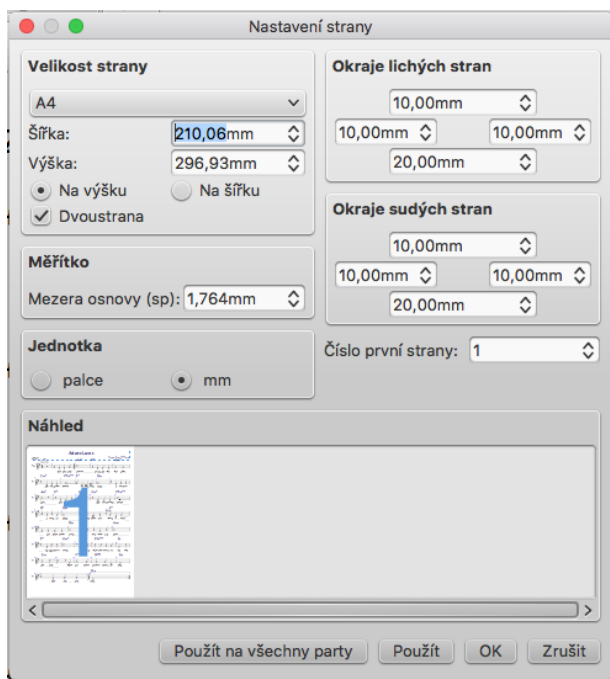 Nastavení strany
Velikost strany
A4
Šířka: 210,06mm
Výška: 296,93mm
Na výšku Na šířku
Dvoustrana
Měřítko
Mezera osnovy (sp): 1,764mm
Jednotka
palce mm
Okraje lichých stran
10,00mm
10,00mm 10,00mm
20,00mm
Okraje sudých stran
10,00mm
10,00mm 10,00mm
20,00mm
Číslo první strany: 1
Náhled
1
Použít na všechny party Použít OK Zrušit